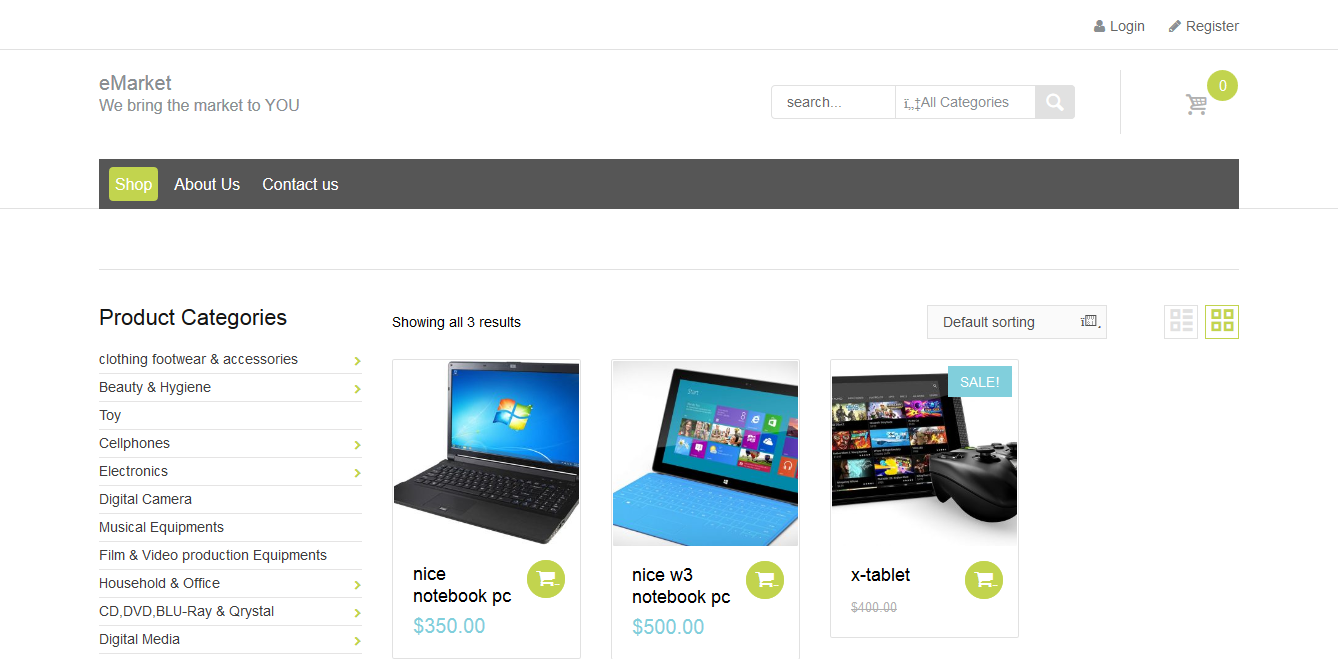 Login
Register
eMarket
We bring the market to YOU
search...
ï„‡All Categories
0
Shop
About Us
Contact us
Product Categories
clothing footwear & accessories
Beauty & Hygiene
Toy
Cellphones
Electronics
Digital Camera
Musical Equipments
Film & Video production Equipments
Household & Office
CD,DVD,BLU-Ray & Qrystal
Digital Media
Showing all 3 results
Default sorting
nice
notebook pc
$350.00
Start
nice w3
notebook pc
$500.00
SALE!
x-tablet
$400.00